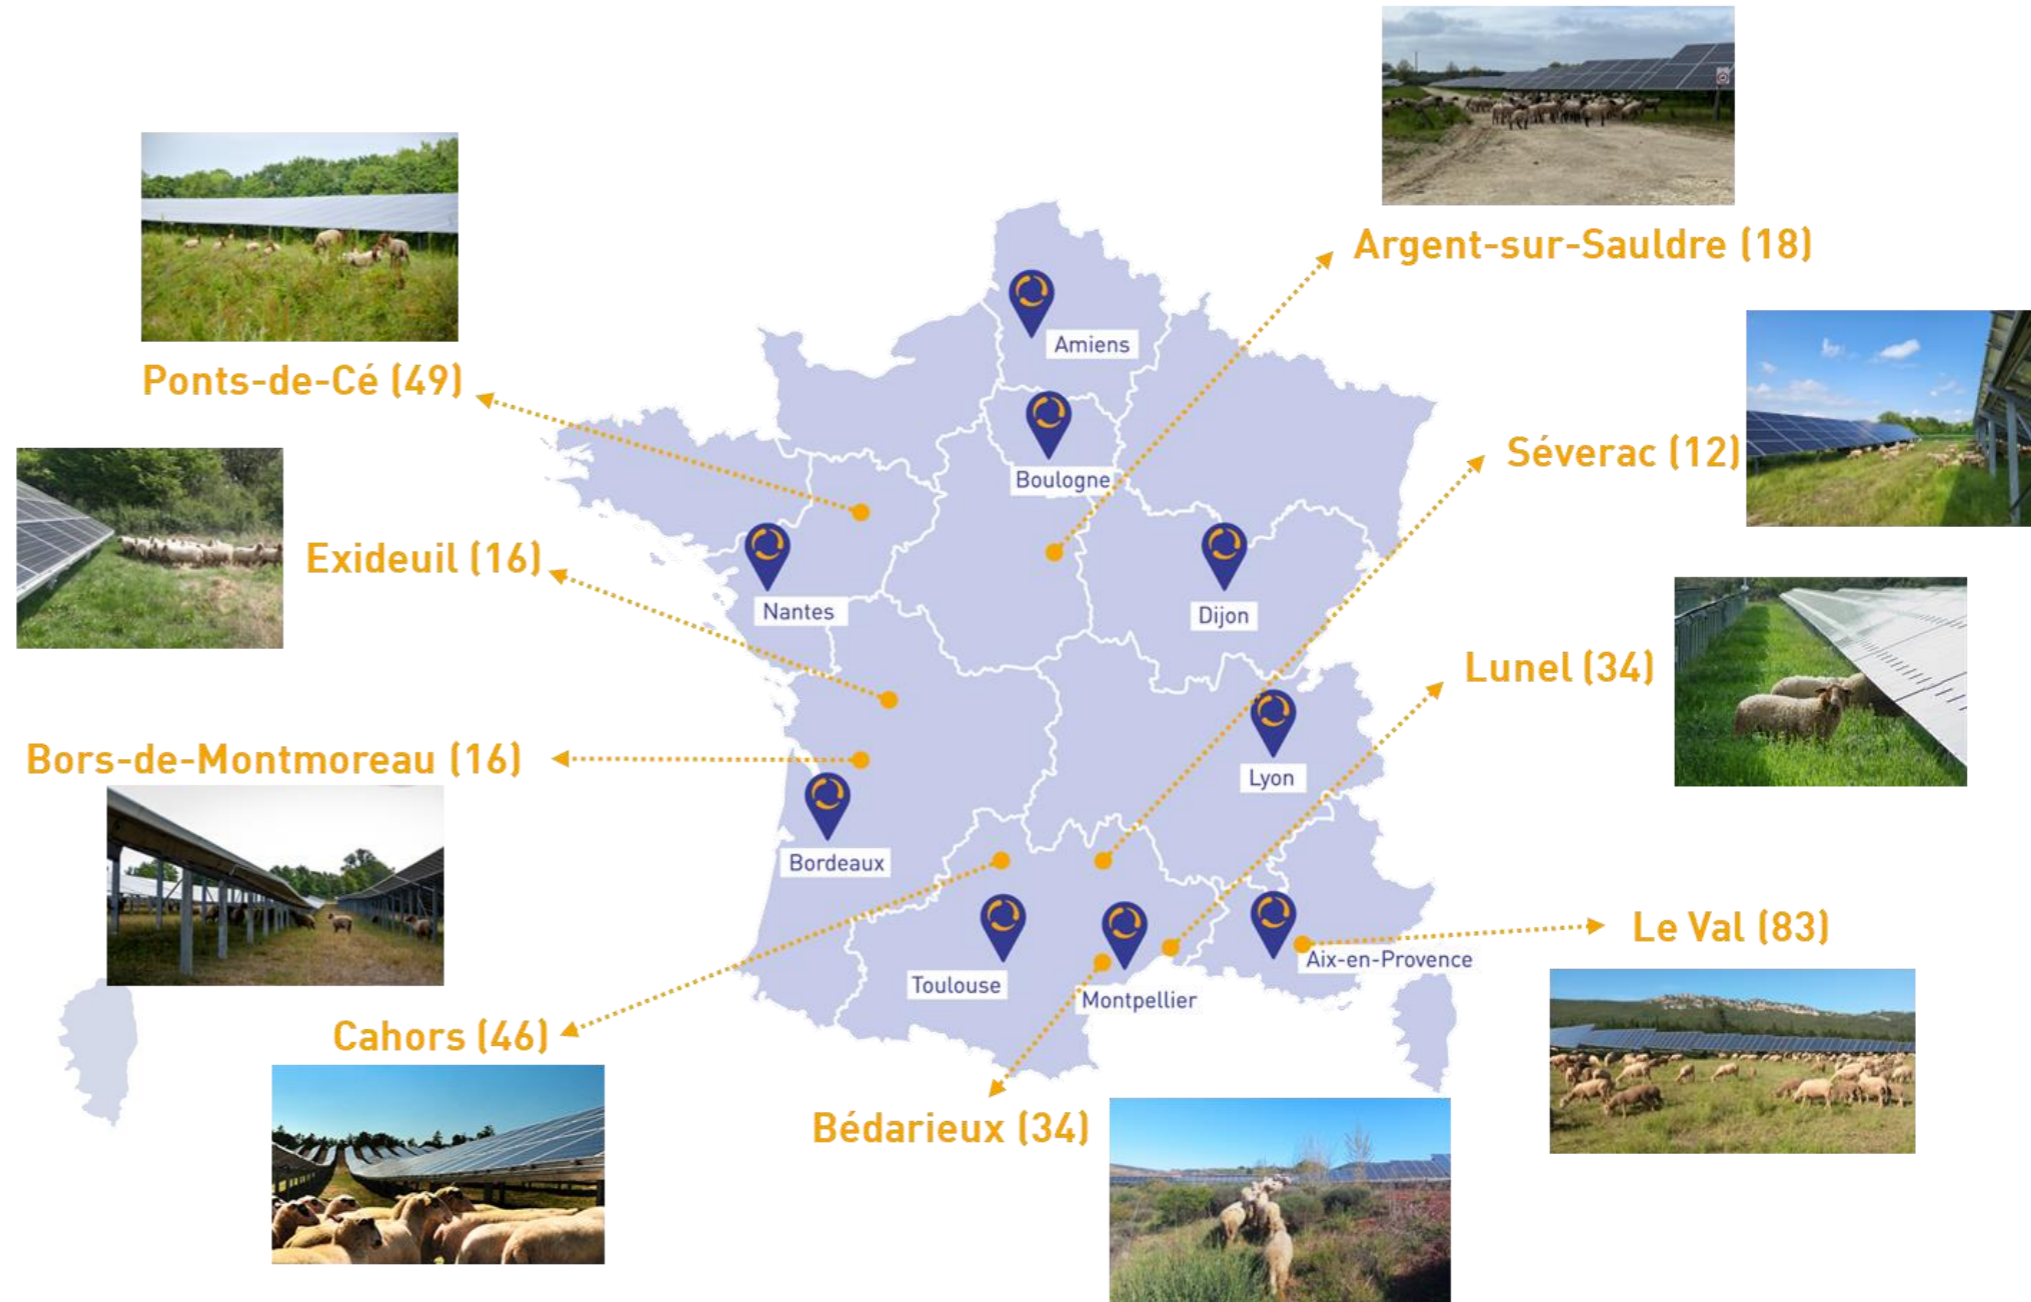 Argent-sur-Sauldre (18)
Amiens
Ponts-de-Cé (49)
Séverac (12)
Boulogne
Exideuil (16)
Nantes
Dijon
Lunel (34)
Bors-de-Montmoreau (16)
Lyon
Bordeaux
Le Val (83)
Aix-en-Provence
Toulouse
Montpellier
Cahors (46)
Bédarieux (34)